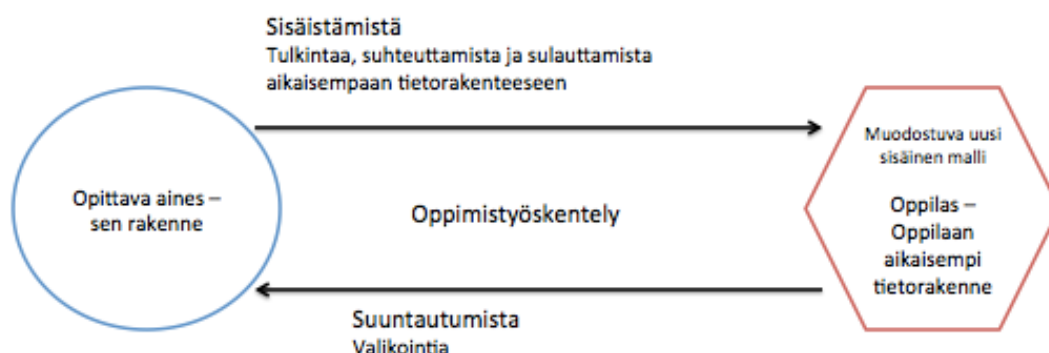 Sisäistämistä
Tulkintaa, suhteuttamista ja sulauttamista
aikaisempaan tietorakenteeseen
Opittava aines –
sen rakenne
Oppimistyöskentely
Muodostuva uusi
sisäinen malli
Oppilas –
Oppilaan
aikaisempi
tietorakenne
Suuntautumista
Valikointia